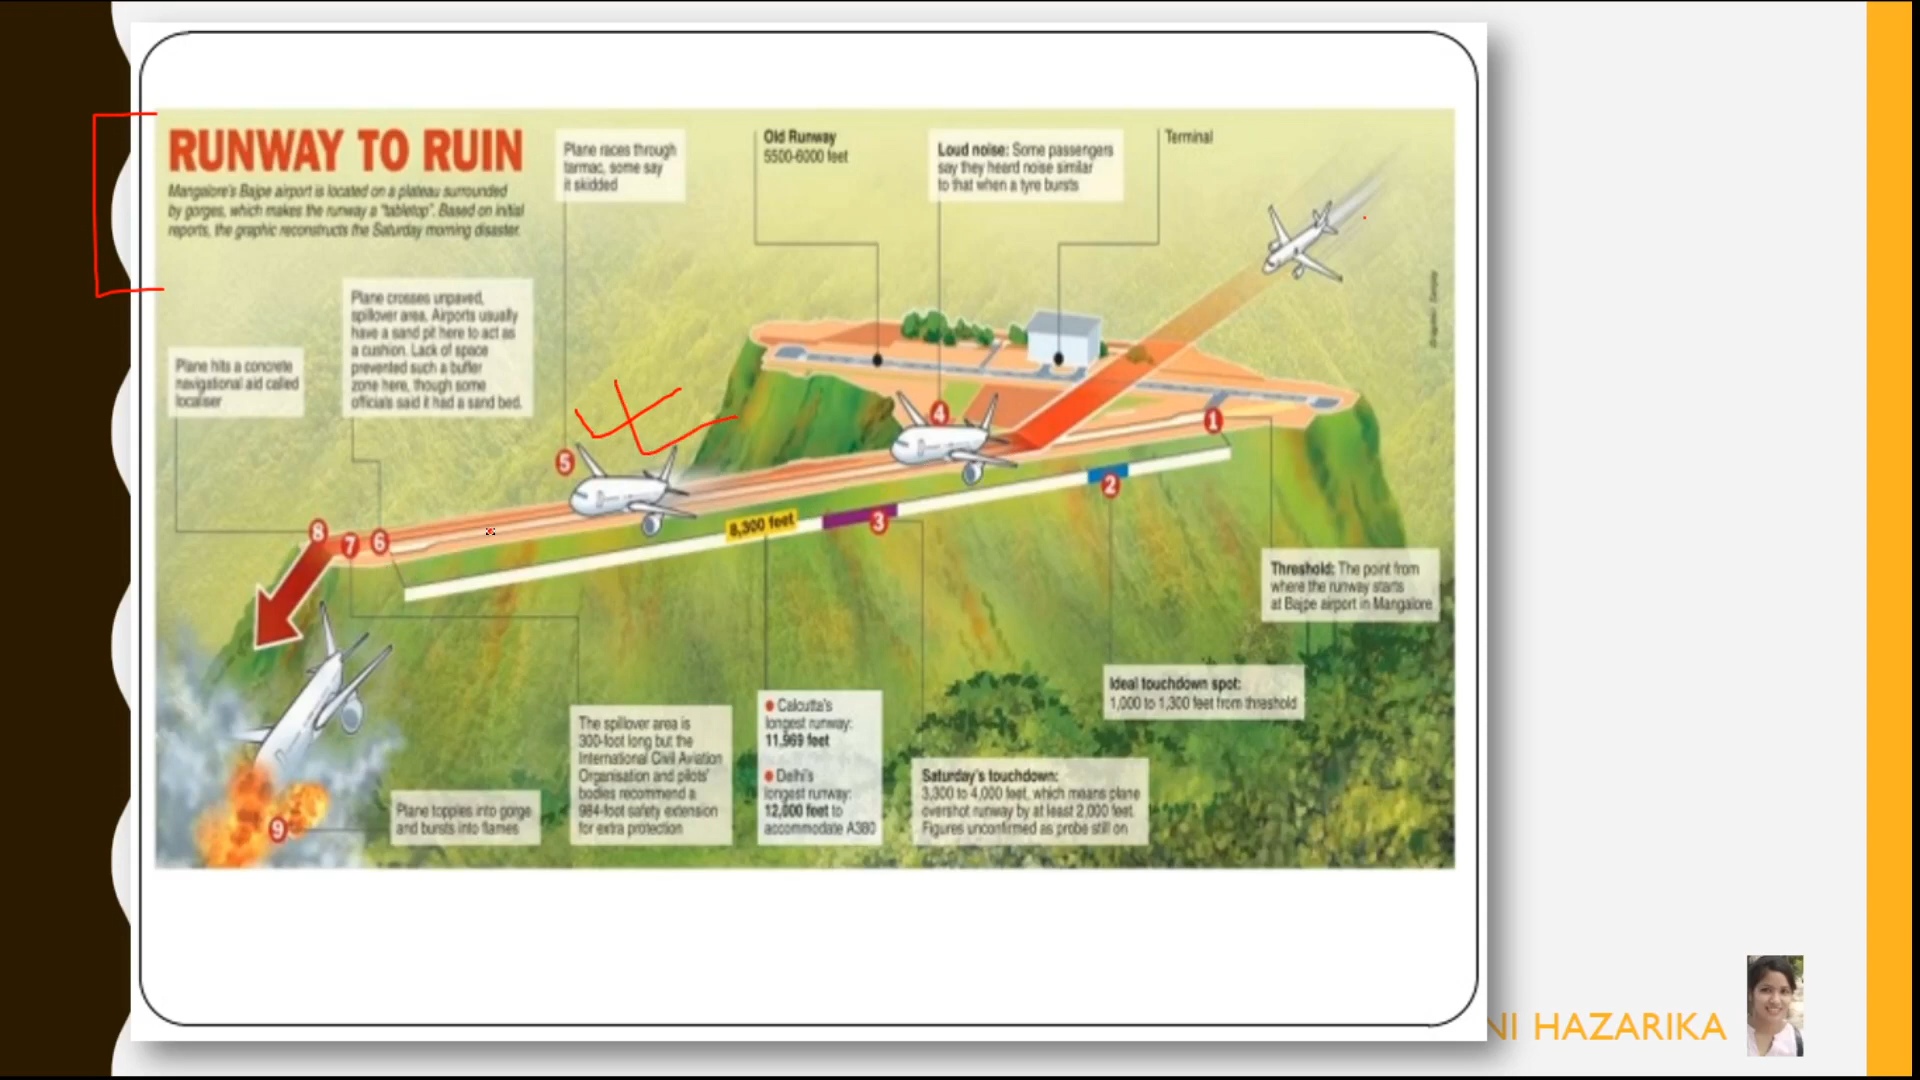 RUNWAY TO RUIN
Mangalore's Bajpe airport is located on a plateau surrounded
by gorges, which makes the runway a "tabletop". Based on initial
reports, the graphic reconstructs the Saturday morning disaster.
Plane races through
tarmac, some say
it skidded
Old Runway
5500-6000 feet
Loud noise: Some passengers
say they heard noise similar
to that when a tyre bursts
Terminal
Plane crosses unpaved,
spillover area. Airports usually
have a sand pit here to act as
a cushion. Lack of space
prevented such a buffer
zone here, though some
officials said it had a sand bed.
Plane hits a concrete
navigational aid called
localiser
4
1
5
2
8,300 feet
3
8
7
6
Threshold: The point from
where the runway starts
at Bajpe airport in Mangalore
Ideal touchdown spot:
1,000 to 1,300 feet from threshold
The spillover area is
300-foot long but the
International Civil Aviation
Organisation and pilots'
bodies recommend a
984-foot safety extension
for extra protection
Calcutta's
longest runway:
11,969 feet
Delhi's
longest runway:
12,000 feet to
accommodate A380
Saturday's touchdown:
3,300 to 4,000 feet, which means plane
overshot runway by at least 2,000 feet.
Figures unconfirmed as probe still on
Plane topples into gorge
and bursts into flames
9
NI HAZARIKA